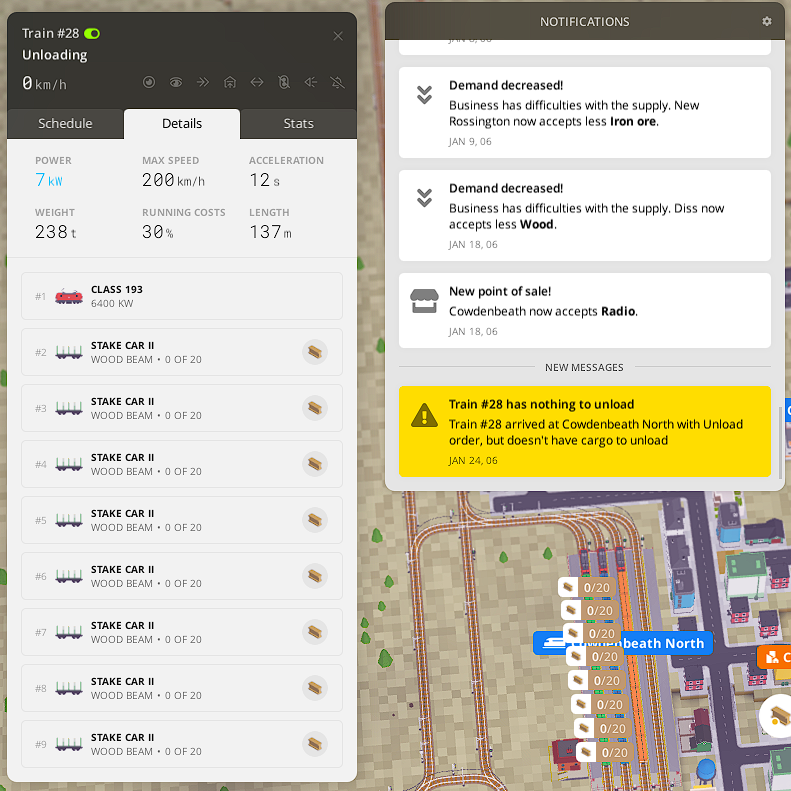 Train #28
Unloading
0 km/h
Schedule
Details
Stats
POWER
MAX SPEED
ACCELERATION
7 kW
200 km/h
12 s
WEIGHT
RUNNING COSTS
LENGTH
238 t
30 %
137 m
#1
CLASS 193
6400 KW
#2
STAKE CAR II
WOOD BEAM • 0 OF 20
#3
STAKE CAR II
WOOD BEAM • 0 OF 20
#4
STAKE CAR II
WOOD BEAM • 0 OF 20
#5
STAKE CAR II
WOOD BEAM • 0 OF 20
#6
STAKE CAR II
WOOD BEAM • 0 OF 20
#7
STAKE CAR II
WOOD BEAM • 0 OF 20
#8
STAKE CAR II
WOOD BEAM • 0 OF 20
#9
STAKE CAR II
WOOD BEAM • 0 OF 20
NOTIFICATIONS
Demand decreased!
Business has difficulties with the supply. New
Rossington now accepts less Iron ore.
JAN 9, 06
Demand decreased!
Business has difficulties with the supply. Diss now
accepts less Wood.
JAN 18, 06
New point of sale!
Cowdenbeath now accepts Radio.
JAN 18, 06
NEW MESSAGES
Train #28 has nothing to unload
Train #28 arrived at Cowdenbeath North with Unload
order, but doesn't have cargo to unload
JAN 24, 06
0/20
0/20
0/20
Cowdenbeath North
0/20
0/20
0/20
0/20
0/20